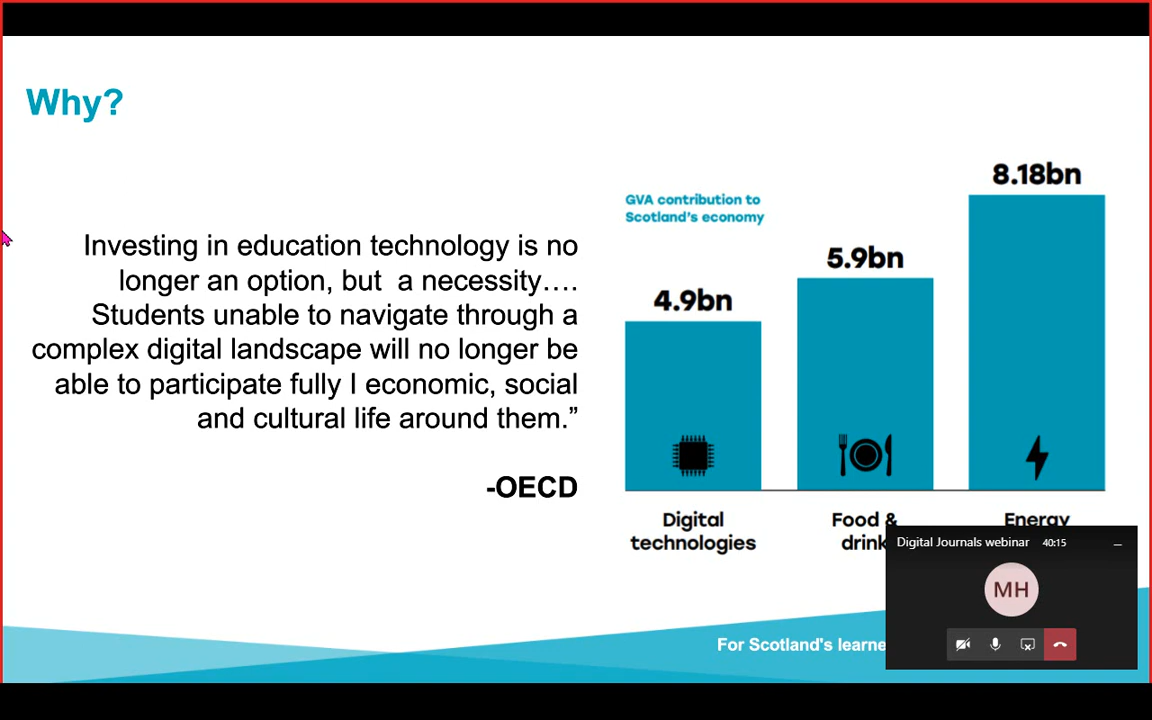 Why?
Investing in education technology is no
longer an option, but  a necessity….
Students unable to navigate through a
complex digital landscape will no longer be
able to participate fully I economic, social
and cultural life around them.”
-OECD
GVA contribution to
Scotland's economy
4.9bn
5.9bn
8.18bn
Digital
technologies
Food &
drink
Energy
For Scotland's learne
Digital Journals webinar 40:15
MH